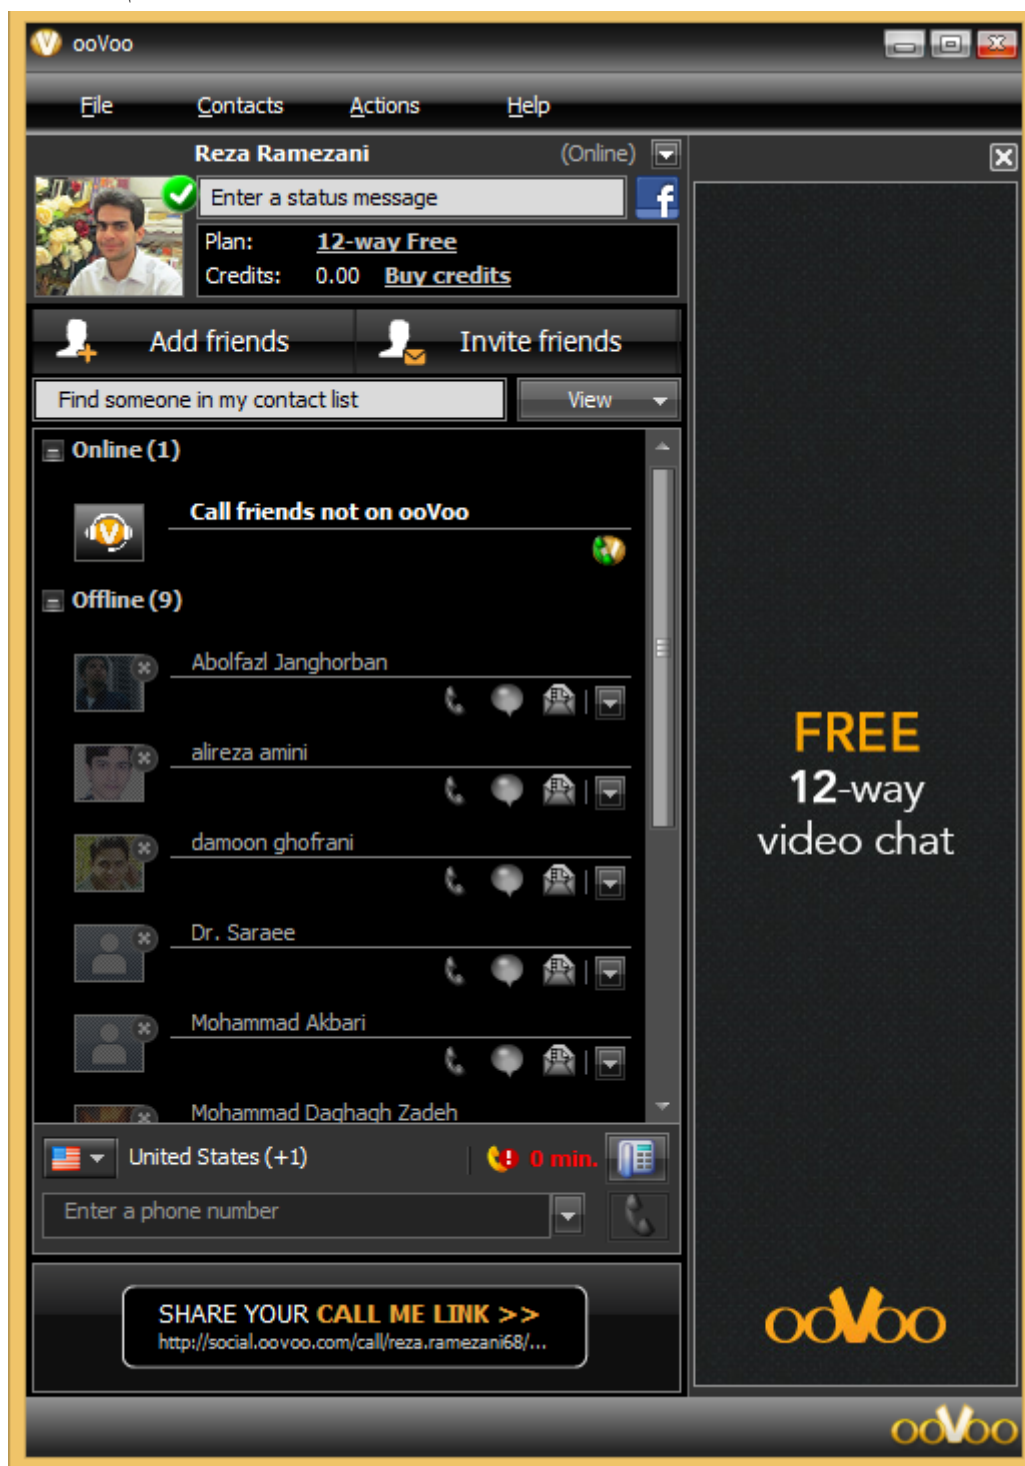 ooVoo
File Contacts Actions Help
Reza Ramezani (Online)
Enter a status message
Plan: 12-way Free
Credits: 0.00 Buy credits
Add friends Invite friends
Find someone in my contact list View
Online (1)
Call friends not on ooVoo
Offline (9)
Abolfazl Janghorban
alireza amini
damoon ghofrani
Dr. Saraee
Mohammad Akbari
Mohammad Daghagh Zadeh
United States (+1) 0 min.
Enter a phone number
SHARE YOUR CALL ME LINK >>
http://social.oovoo.com/call/reza.ramezani68/...
FREE
12-way
video chat
ooVoo
ooVoo